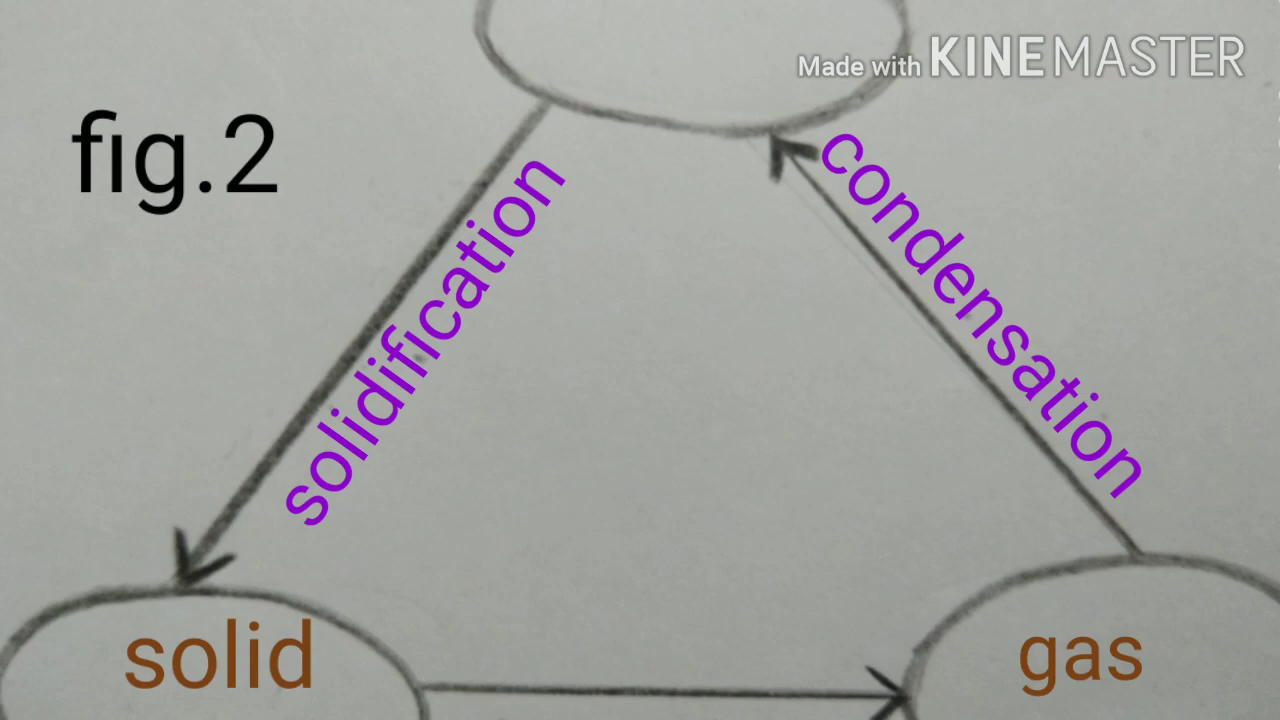 Made with KINEMASTER
fig.2
condensation
solidification
solid
gas